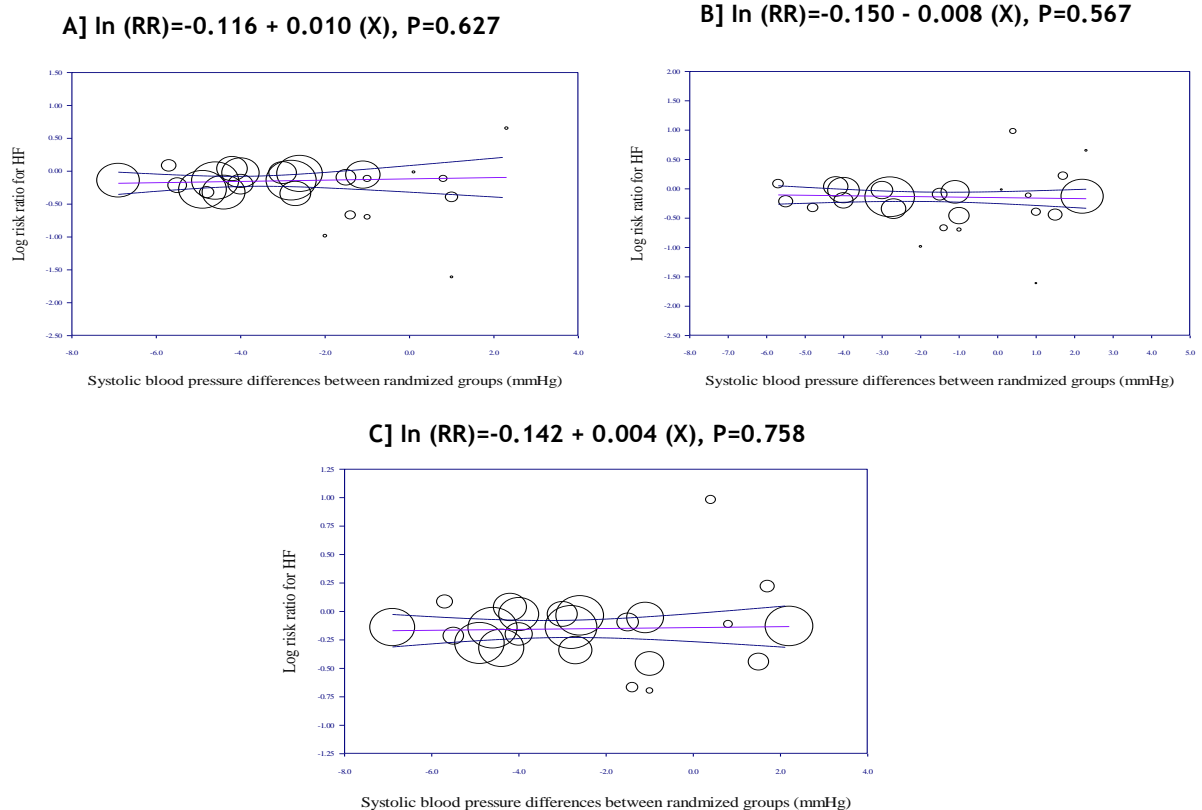 A] ln (RR)=-0.116 + 0.010 (X), P=0.627
B] ln (RR)=-0.150 - 0.008 (X), P=0.567
1.50
1.00
0.50
0.00
-0.50
-1.00
-1.50
-2.00
-2.50
Log risk ratio for HF
-8.0 -6.0 -4.0 -2.0 0.0 2.0 4.0
Systolic blood pressure differences between randmized groups (mmHg)
2.00
1.50
1.00
0.50
0.00
-0.50
-1.00
-1.50
-2.00
-2.50
Log risk ratio for HF
-8.0 -7.0 -6.0 -5.0 -4.0 -3.0 -2.0 -1.0 0.0 1.0 2.0 3.0 4.0 5.0
Systolic blood pressure differences between randmized groups (mmHg)
C] ln (RR)=-0.142 + 0.004 (X), P=0.758
1.25
1.00
0.75
0.50
0.25
0.00
-0.25
-0.50
-0.75
-1.00
-1.25
Log risk ratio for HF
-8.0 -6.0 -4.0 -2.0 0.0 2.0 4.0
Systolic blood pressure differences between randmized groups (mmHg)